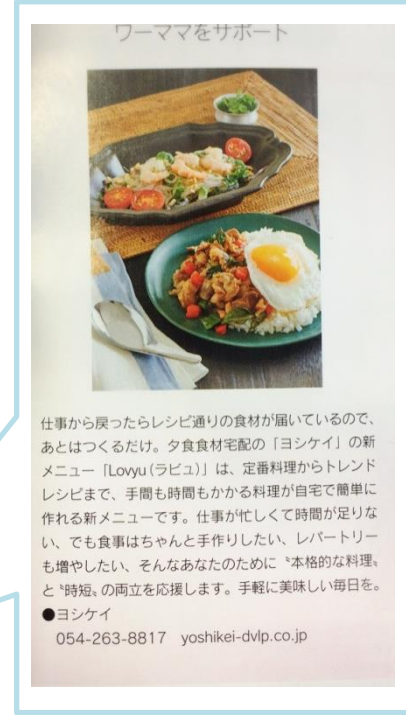 ワーママをサポート
仕事から戻ったらレシピ通りの食材が届いているので、
あとはつくるだけ。夕食食材宅配の「ヨシケイ」の新
メニュー「Lovyu（ラビュ）」は、定番料理からトレンド
レシピまで、手間も時間もかかる料理が自宅で簡単に
作れる新メニューです。仕事が忙しくて時間が足りな
い、でも食事はちゃんと手作りしたい、レパートリー
も増やしたい、そんなあなたのために〝本格的な料理〟
と〝時短〟の両立を応援します。手軽に美味しい毎日を。
●ヨシケイ
054-263-8817 yoshikei-dvlp.co.jp